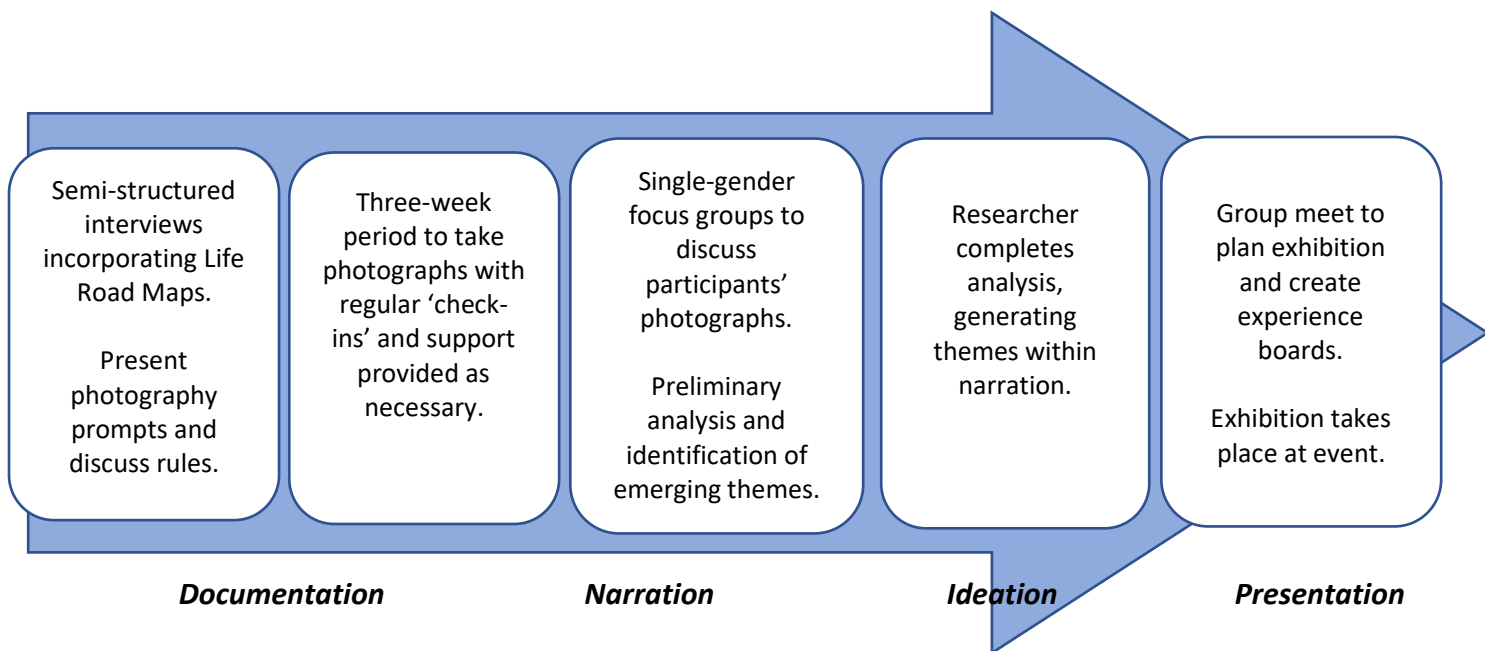 Semi-structured
interviews
incorporating Life
Road Maps.
Present
photography
prompts and
discuss rules.
Three-week
period to take
photographs with
regular ‘check-
ins’ and support
provided as
necessary.
Single-gender
focus groups to
discuss
participants’
photographs.
Preliminary
analysis and
identification of
emerging themes.
Researcher
completes
analysis,
generating
themes within
narration.
Group meet to
plan exhibition
and create
experience
boards.
Exhibition takes
place at event.
Documentation
Narration
Ideation
Presentation